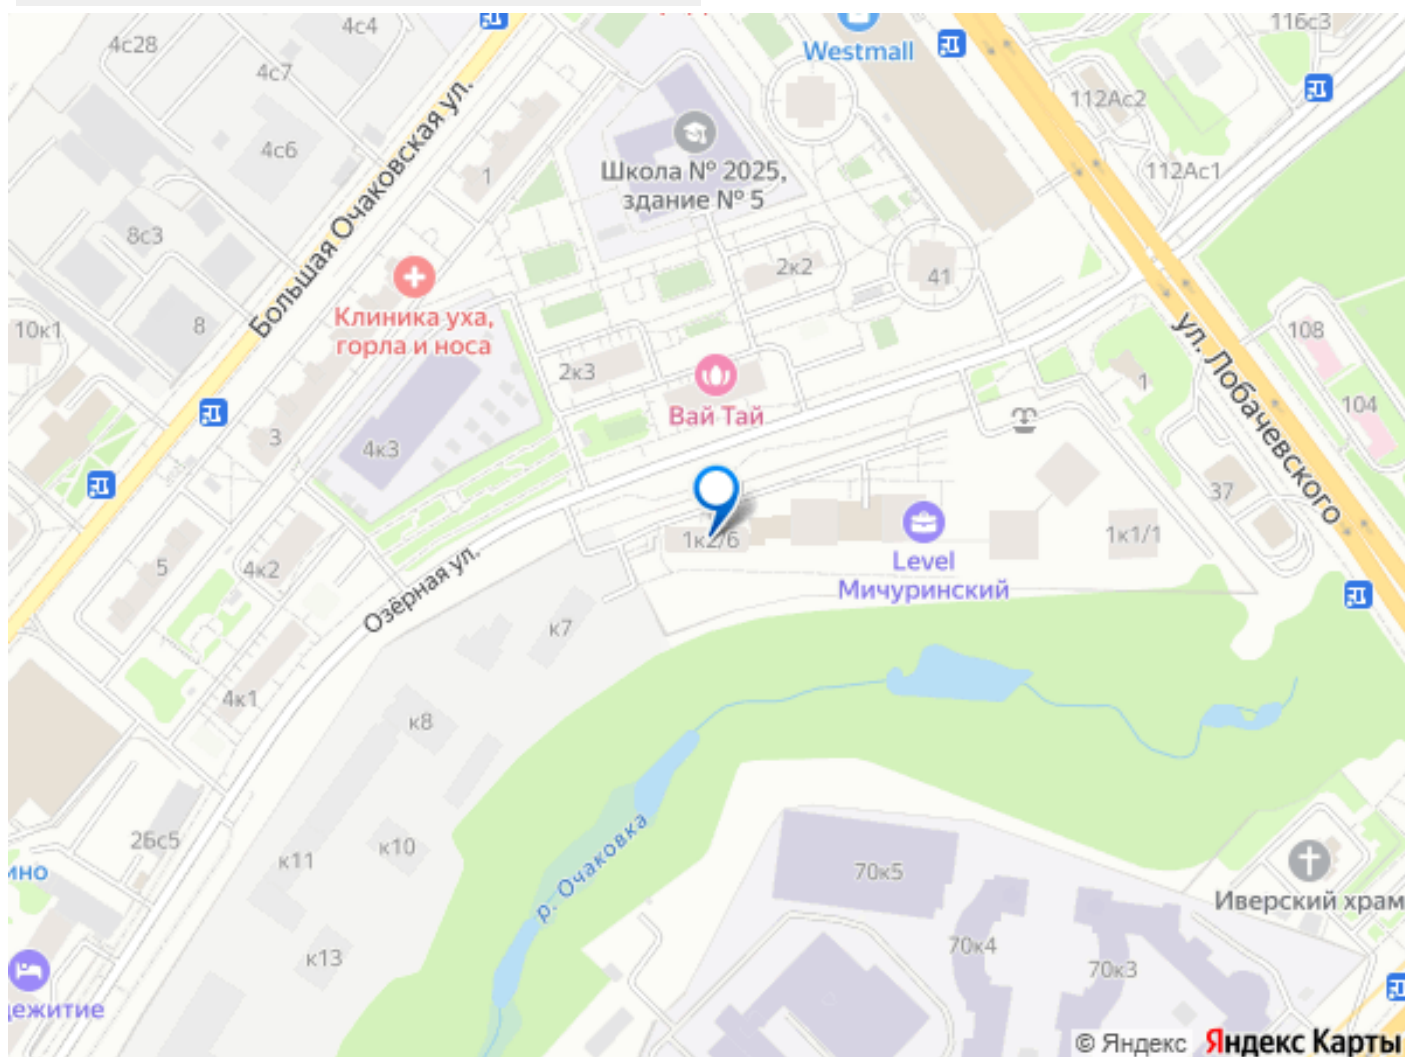 4с4
4с28
4с7
Westmall
116с3
112Ас2
4с6
Большая Очаковская ул.
Школа № 2025,
здание № 5
1
112Ас1
8с3
2к2
41
Клиника уха,
горла и носа
10к1
8
ул. Лобачевского
108
2к3
1
Вай Тай
104
3
4к3
37
1к2/6
Level
Мичуринский
1к1/1
5
4к2
Озёрная ул.
к7
4к1
к8
р. Очаковка
26с5
к11
к10
ино
70к5
Иверский храм
70к4
70к3
к13
ежитие
© Яндекс Яндекс Карты